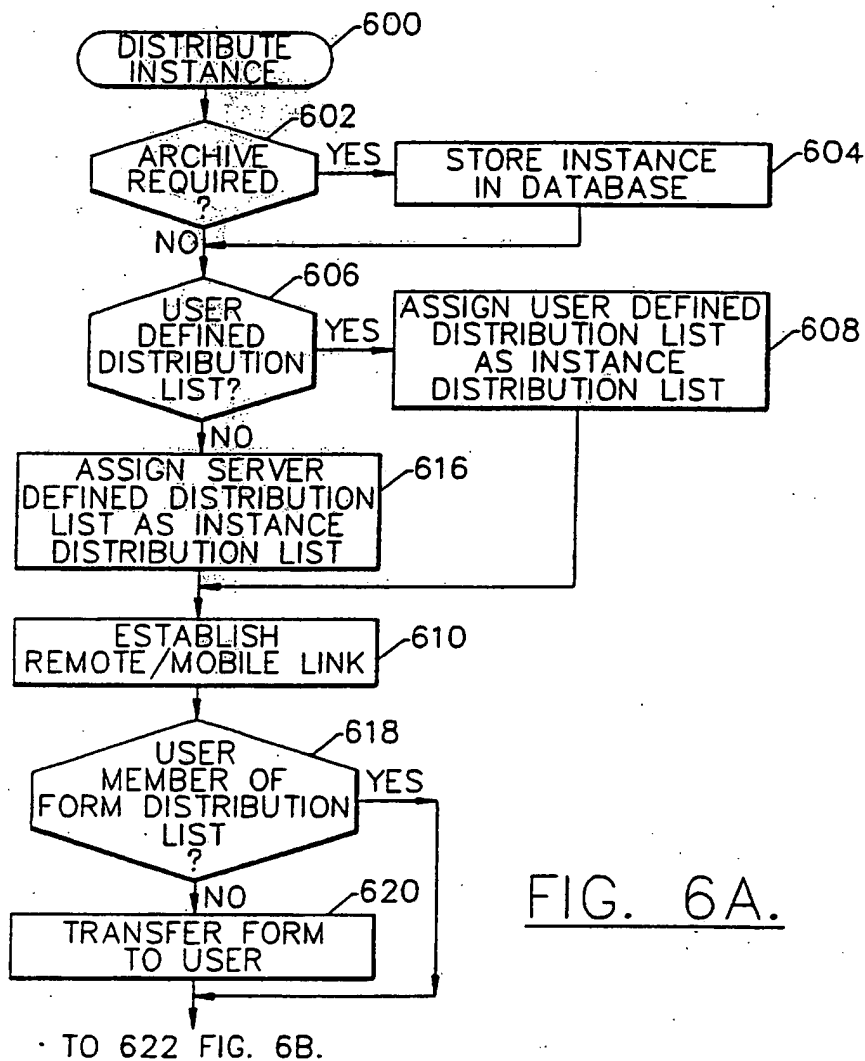 DISTRIBUTE
INSTANCE
600
602
ARCHIVE
REQUIRED
?
YES
STORE INSTANCE
IN DATABASE
604
NO
606
USER
DEFINED
DISTRIBUTION
LIST?
YES
ASSIGN USER DEFINED
DISTRIBUTION LIST
AS INSTANCE
DISTRIBUTION LIST
608
NO
ASSIGN SERVER
DEFINED DISTRIBUTION
LIST AS INSTANCE
DISTRIBUTION LIST
616
ESTABLISH
REMOTE/MOBILE LINK
610
618
USER
MEMBER OF
FORM DISTRIBUTION
LIST
?
YES
NO
620
TRANSFER FORM
TO USER
TO 622 FIG. 6B.
FIG. 6A.